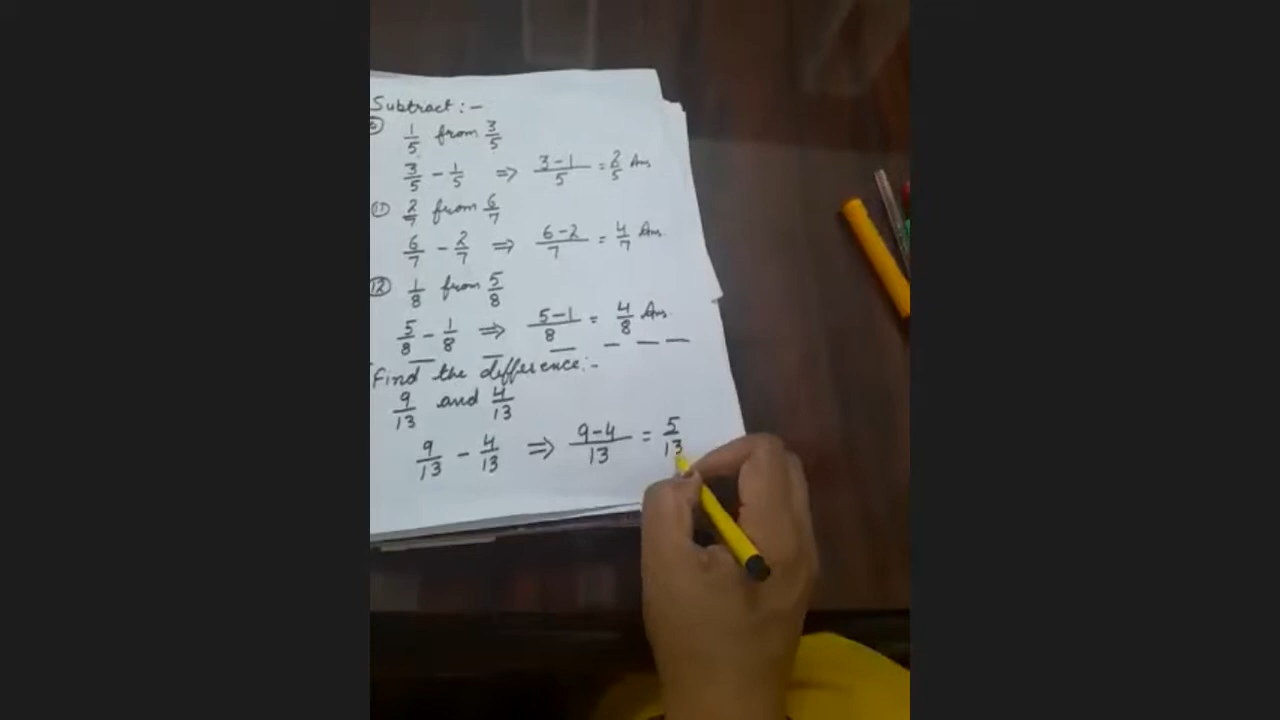 Subtract :-
1/5 from 3/5
3/5 - 1/5 ⇒ 3-1/5 = 2/5 Ans
(11) 2/7 from 6/7
6/7 - 2/7 ⇒ 6-2/7 = 4/7 Ans
(12) 1/8 from 5/8
5/8 - 1/8 ⇒ 5-1/8 = 4/8 Ans
Find the difference:-
9/13 and 4/13
9/13 - 4/13 ⇒ 9-4/13 = 5/13